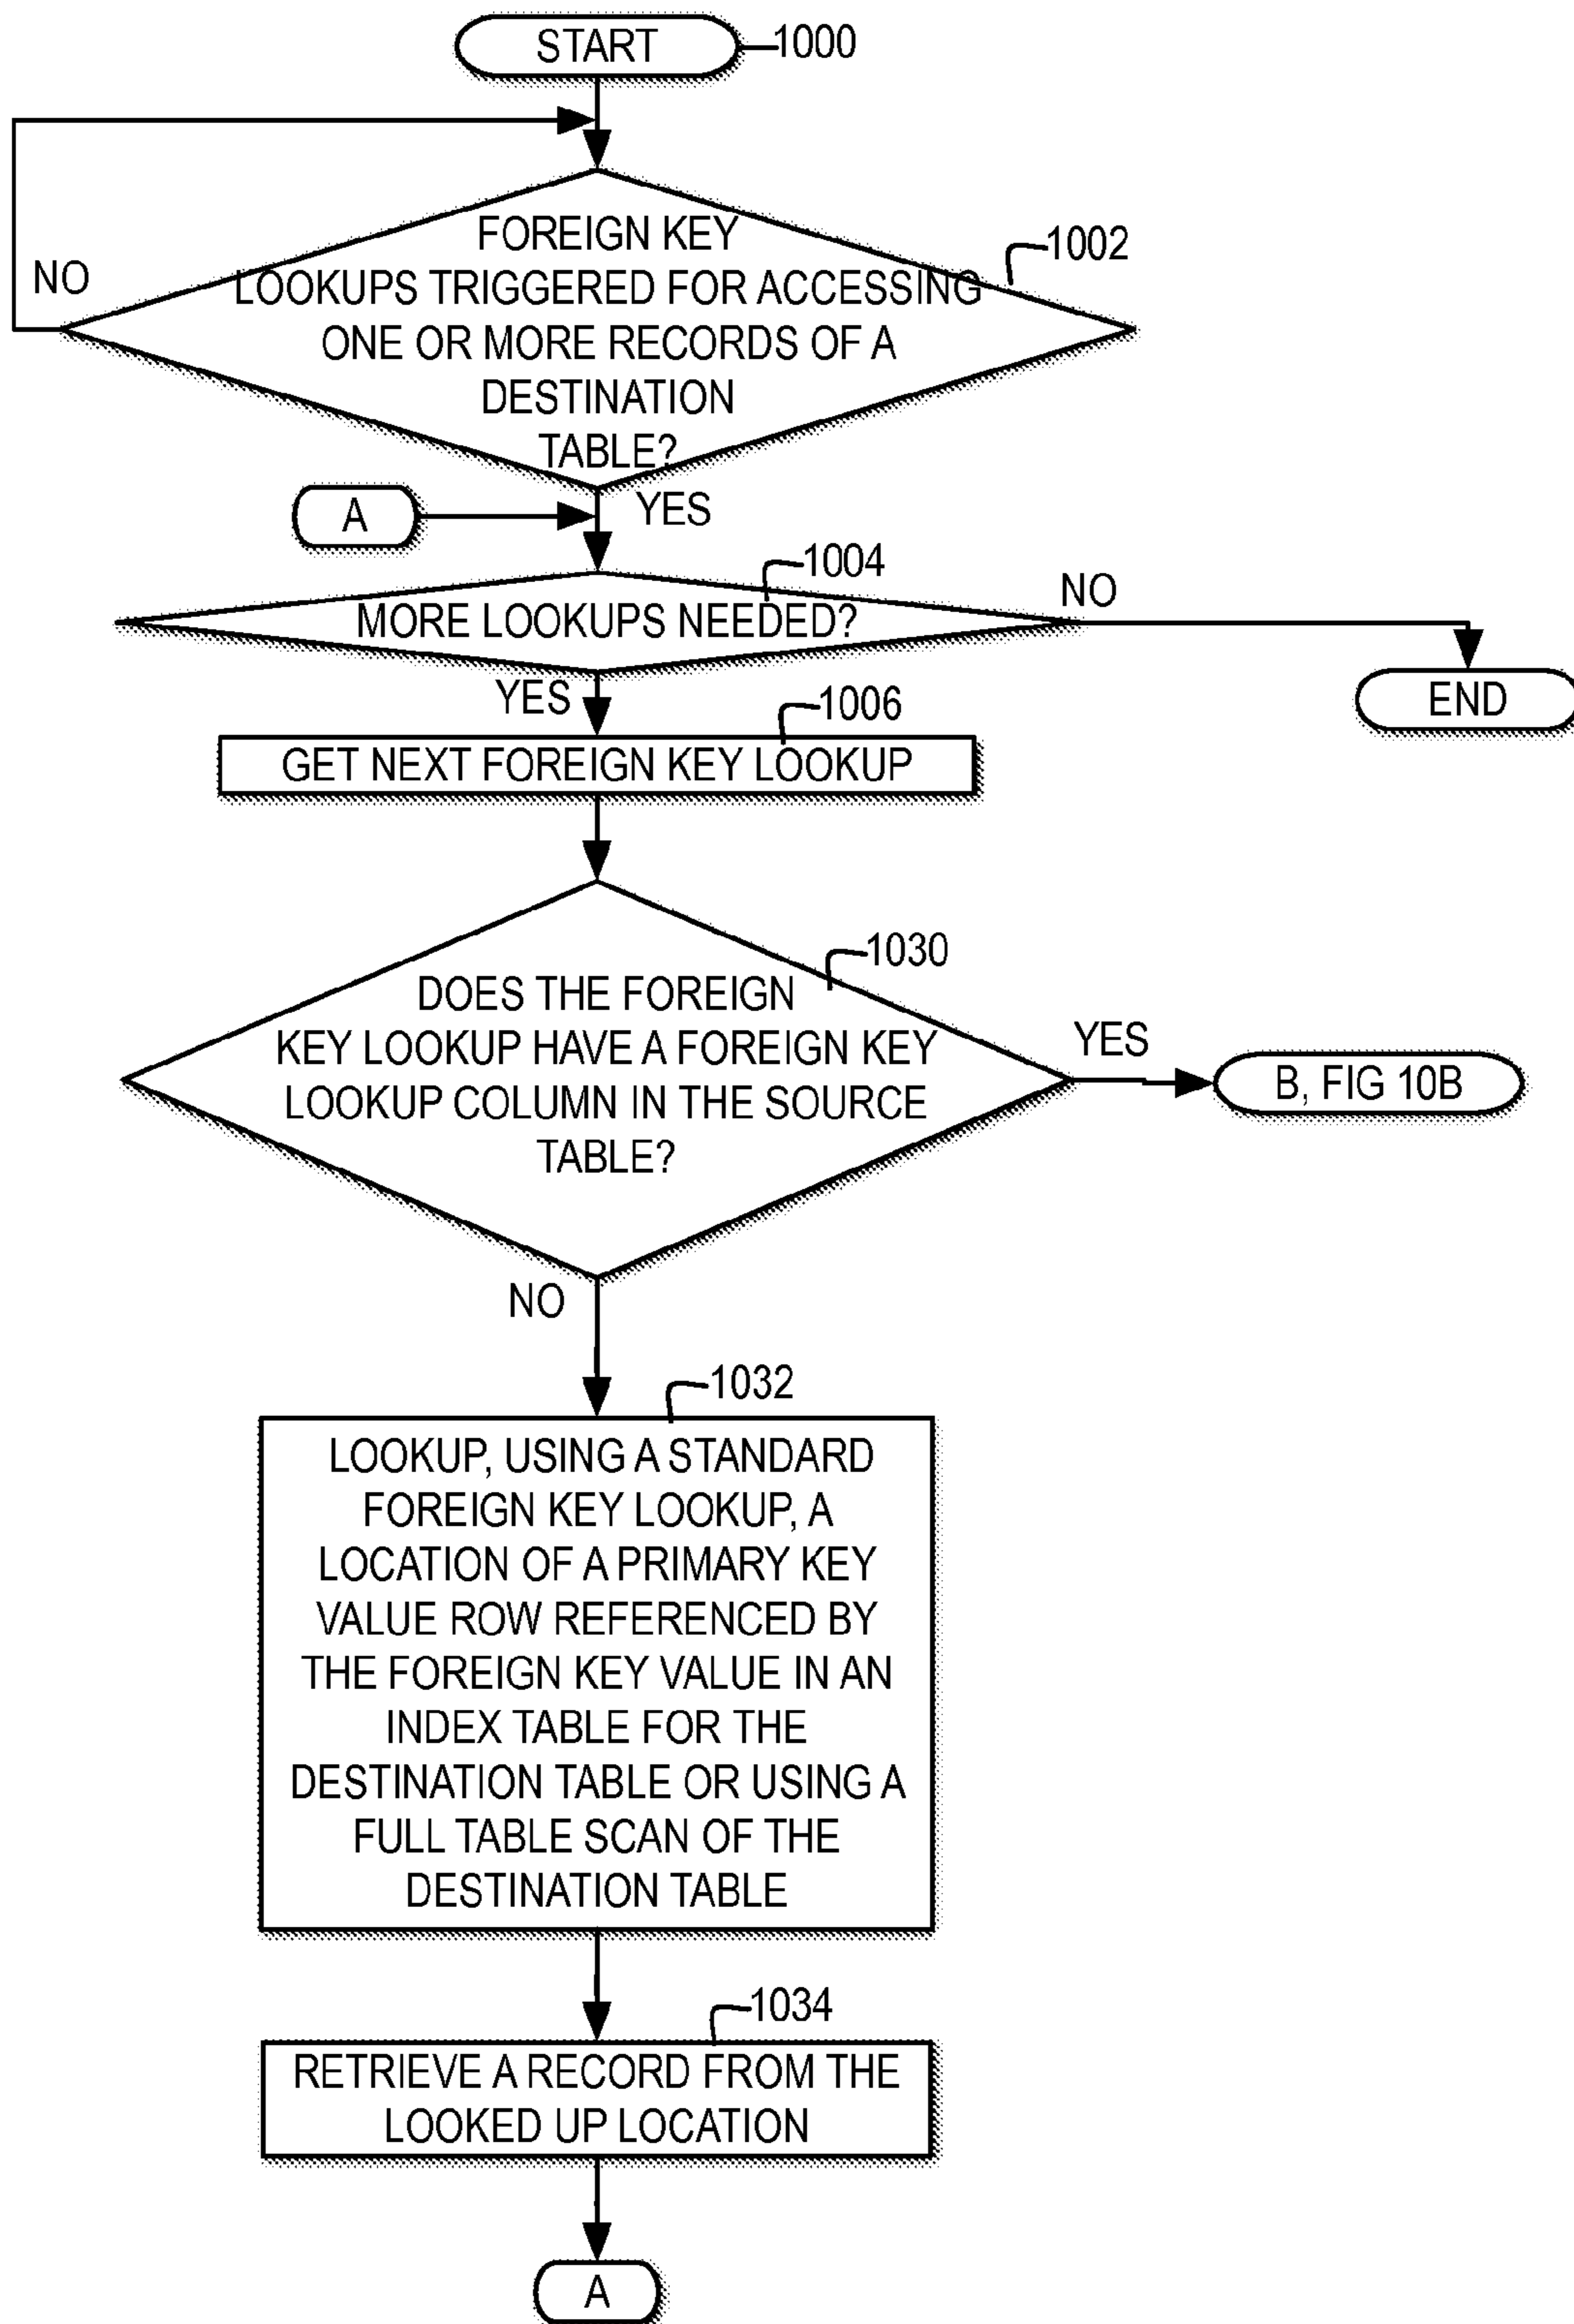 START
1000
FOREIGN KEY
LOOKUPS TRIGGERED FOR ACCESSING
ONE OR MORE RECORDS OF A
DESTINATION
TABLE?
1002
NO
A
YES
1004
MORE LOOKUPS NEEDED?
NO
END
YES
1006
GET NEXT FOREIGN KEY LOOKUP
1030
DOES THE FOREIGN
KEY LOOKUP HAVE A FOREIGN KEY
LOOKUP COLUMN IN THE SOURCE
TABLE?
YES
B, FIG 10B
NO
1032
LOOKUP, USING A STANDARD
FOREIGN KEY LOOKUP, A
LOCATION OF A PRIMARY KEY
VALUE ROW REFERENCED BY
THE FOREIGN KEY VALUE IN AN
INDEX TABLE FOR THE
DESTINATION TABLE OR USING A
FULL TABLE SCAN OF THE
DESTINATION TABLE
1034
RETRIEVE A RECORD FROM THE
LOOKED UP LOCATION
A